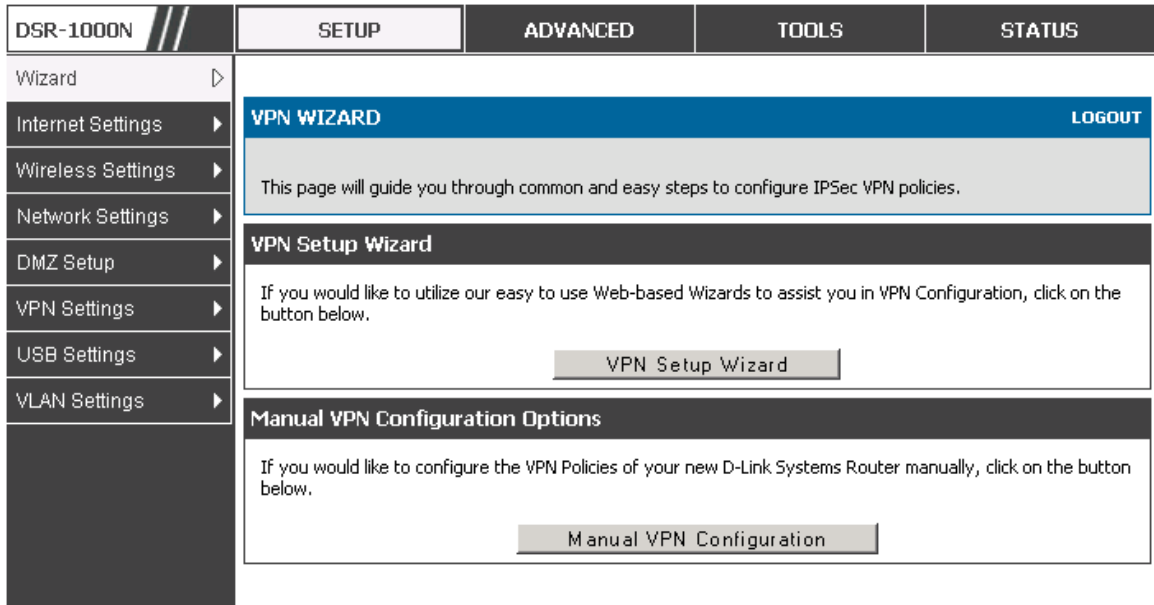 DSR-1000N
SETUP
ADVANCED
TOOLS
STATUS
Wizard
Internet Settings
Wireless Settings
Network Settings
DMZ Setup
VPN Settings
USB Settings
VLAN Settings
VPN WIZARD
LOGOUT
This page will guide you through common and easy steps to configure IPSec VPN policies.
VPN Setup Wizard
If you would like to utilize our easy to use Web-based Wizards to assist you in VPN Configuration, click on the
button below.
VPN Setup Wizard
Manual VPN Configuration Options
If you would like to configure the VPN Policies of your new D-Link Systems Router manually, click on the button
below.
Manual VPN Configuration